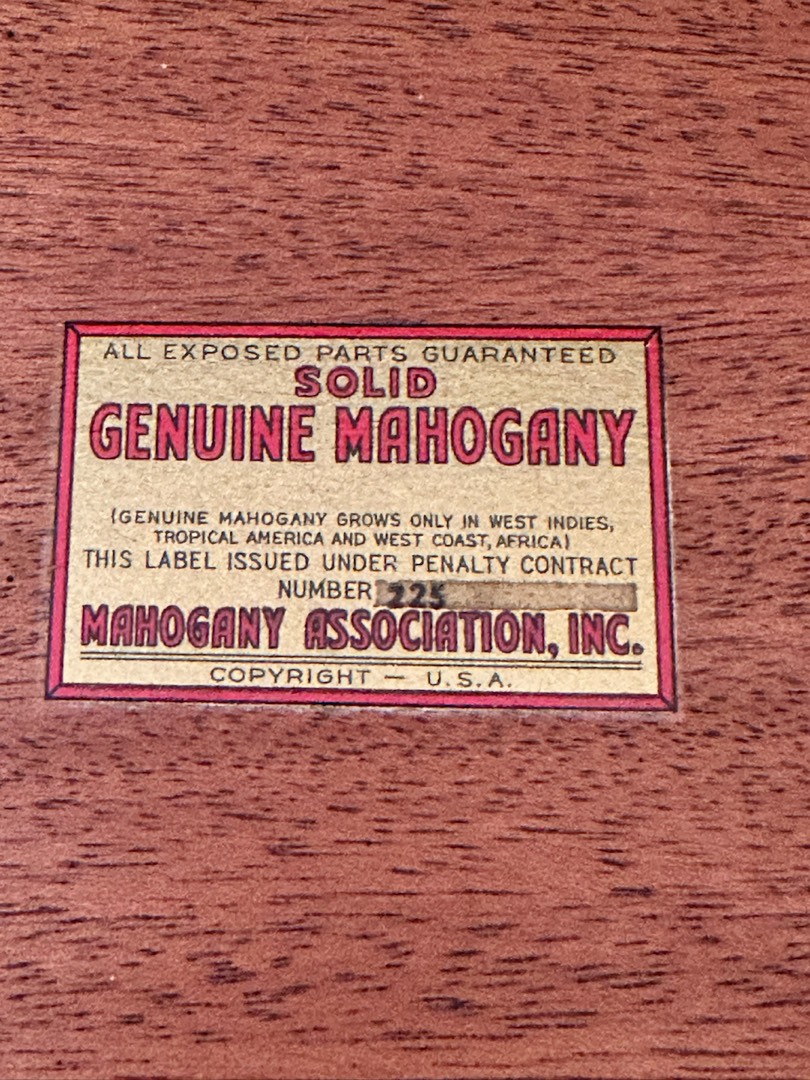 ALL EXPOSED PARTS GUARANTEED
SOLID
GENUINE MAHOGANY
(GENUINE MAHOGANY GROWS ONLY IN WEST INDIES,
TROPICAL AMERICA AND WEST COAST, AFRICA)
THIS LABEL ISSUED UNDER PENALTY CONTRACT
NUMBER 225
MAHOGANY ASSOCIATION, INC.
COPYRIGHT — U.S.A.